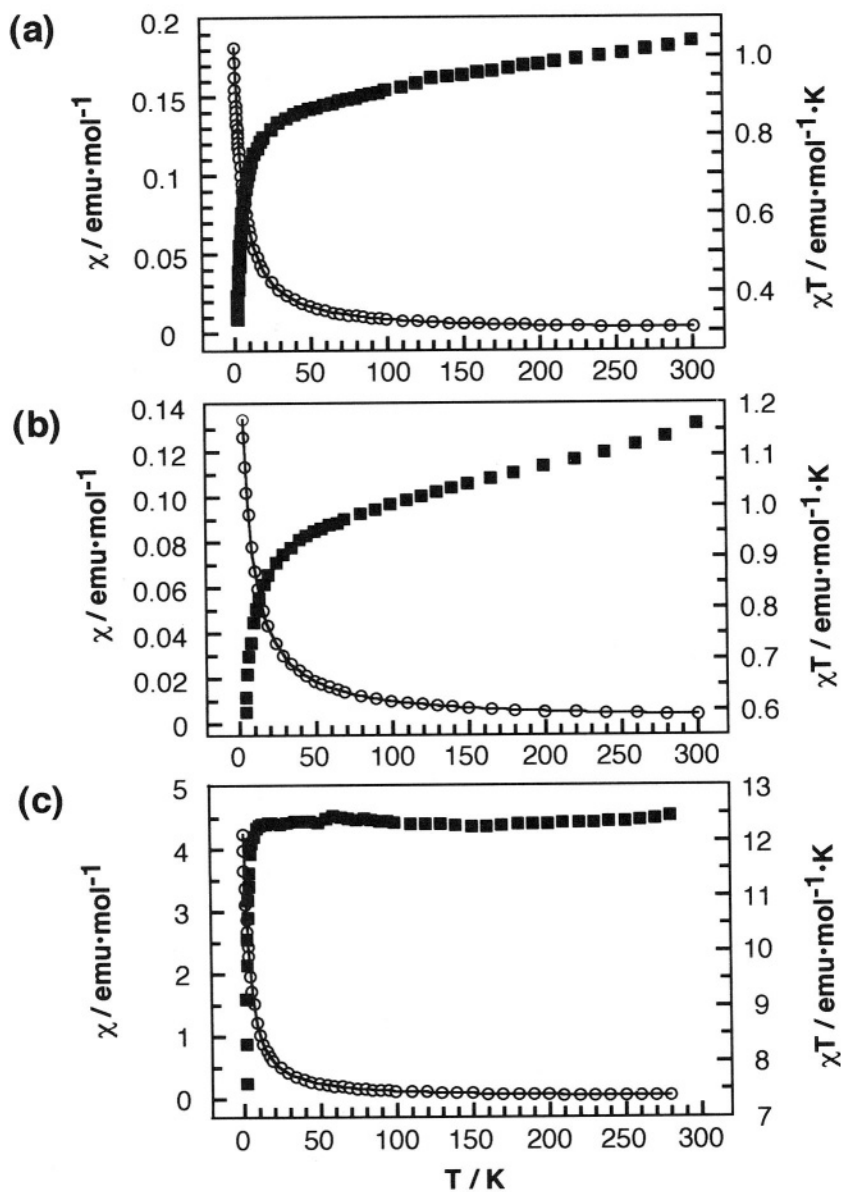 (a)
0.2
0.15
0.1
0.05
0
χ / emu·mol⁻¹
1.0
0.8
0.6
0.4
χT / emu·mol⁻¹·K
0 50 100 150 200 250 300
(b)
0.14
0.12
0.10
0.08
0.06
0.04
0.02
0
χ / emu·mol⁻¹
1.2
1.1
1.0
0.9
0.8
0.7
0.6
χT / emu·mol⁻¹·K
0 50 100 150 200 250 300
(c)
5
4
3
2
1
0
χ / emu·mol⁻¹
13
12
11
10
9
8
7
χT / emu·mol⁻¹·K
0 50 100 150 200 250 300
T / K